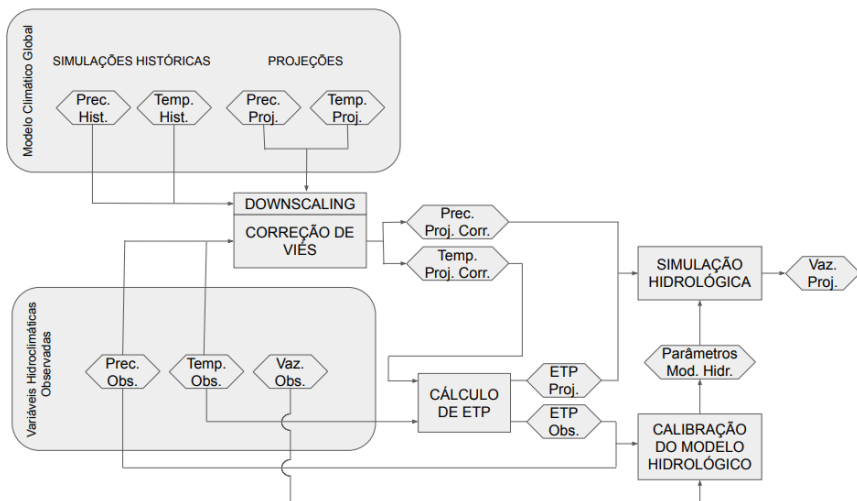 Modelo Climático Global
SIMULAÇÕES HISTÓRICAS
PROJEÇÕES
Prec.
Hist.
Temp.
Hist.
Prec.
Proj.
Temp.
Proj.
DOWNSCALING
CORREÇÃO DE
VIÉS
Prec.
Proj. Corr.
Temp.
Proj. Corr.
SIMULAÇÃO
HIDROLÓGICA
Vaz.
Proj.
Variáveis Hidroclimáticas
Observadas
Prec.
Obs.
Temp.
Obs.
Vaz.
Obs.
CÁLCULO
DE ETP
ETP
Proj.
ETP
Obs.
Parâmetros
Mod. Hidr.
CALIBRAÇÃO
DO MODELO
HIDROLÓGICO